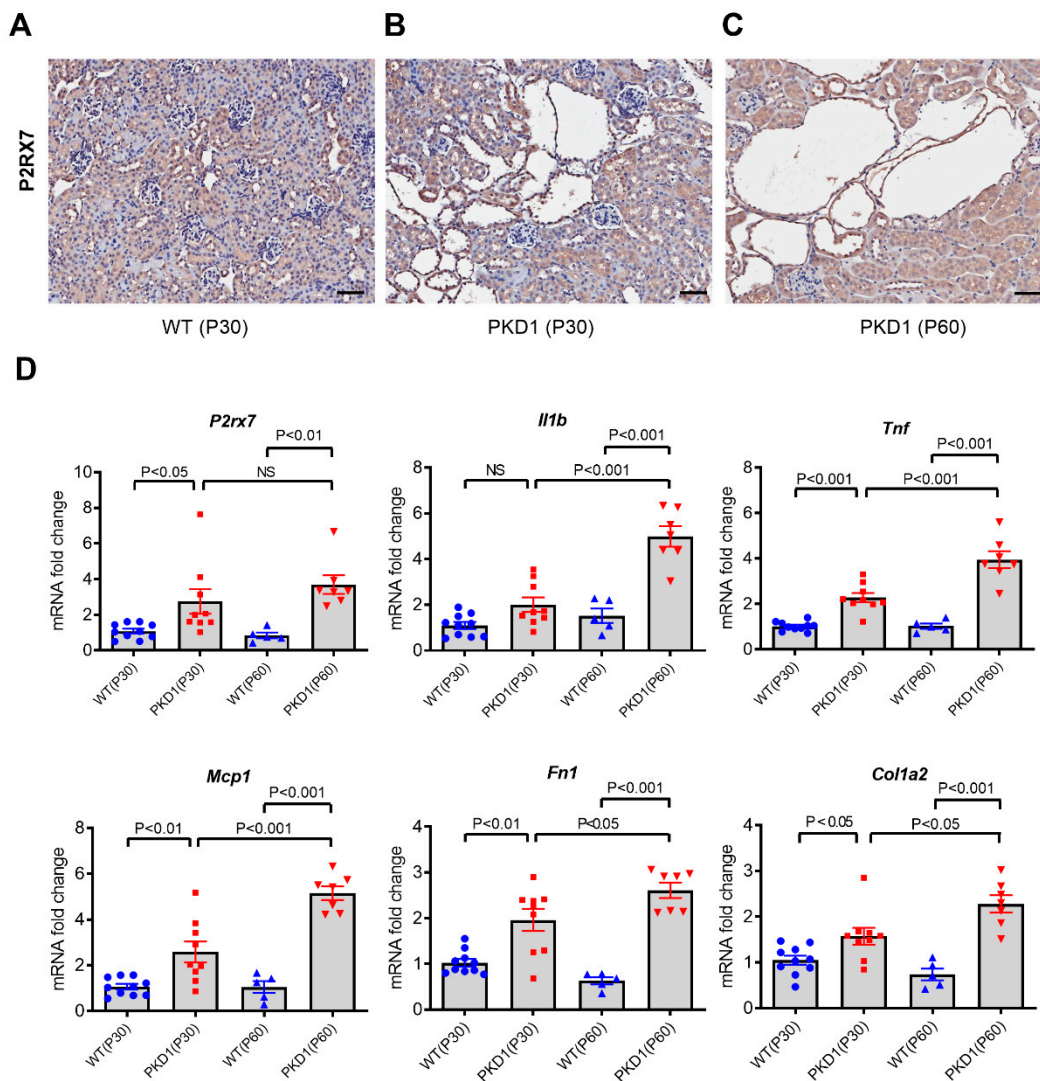 A
B
C
P2RX7
WT (P30)
PKD1 (P30)
PKD1 (P60)
D
P2rx7
P<0.01
P<0.05
NS
mRNA fold change
10
8
6
4
2
0
WT(P30)
PKD1(P30)
WT(P60)
PKD1(P60)
Il1b
P<0.001
NS
P<0.001
mRNA fold change
8
6
4
2
0
WT(P30)
PKD1(P30)
WT(P60)
PKD1(P60)
Tnf
P<0.001
P<0.001
P<0.001
mRNA fold change
8
6
4
2
0
WT(P30)
PKD1(P30)
WT(P60)
PKD1(P60)
Mcp1
P<0.001
P<0.01
P<0.001
mRNA fold change
8
6
4
2
0
WT(P30)
PKD1(P30)
WT(P60)
PKD1(P60)
Fn1
P<0.001
P<0.01
P<0.05
mRNA fold change
4
3
2
1
0
WT(P30)
PKD1(P30)
WT(P60)
PKD1(P60)
Col1a2
P<0.001
P<0.05
P<0.05
mRNA fold change
4
3
2
1
0
WT(P30)
PKD1(P30)
WT(P60)
PKD1(P60)